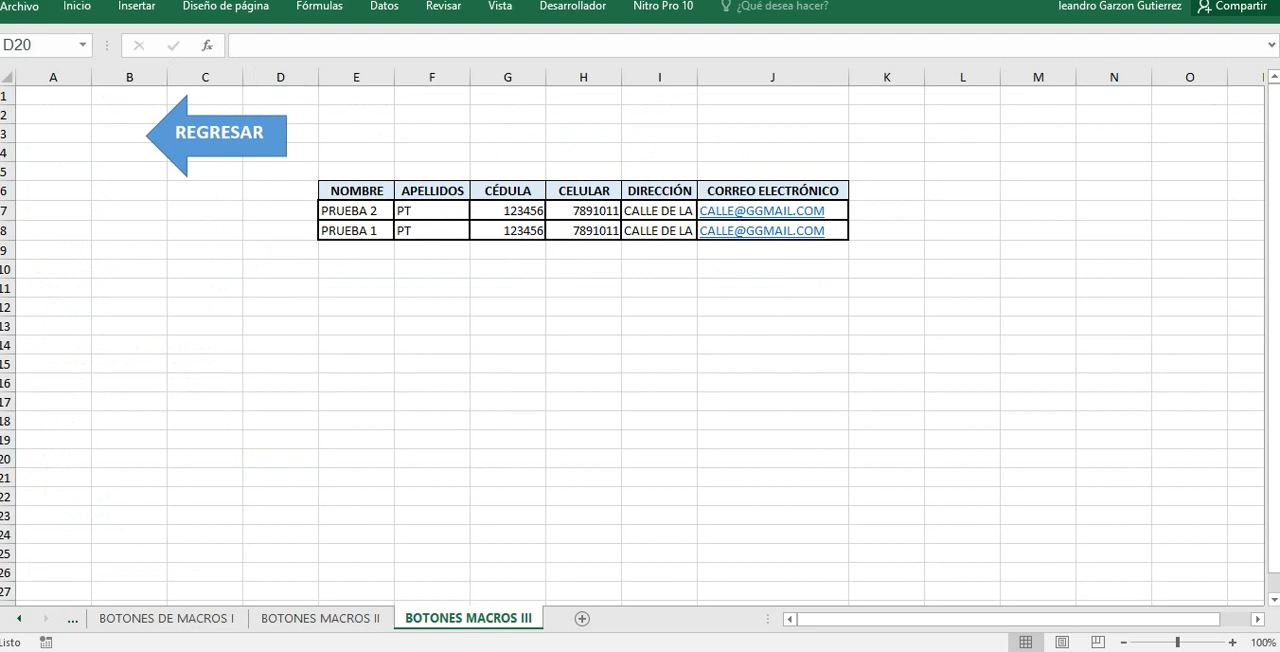 Archivo Inicio Insertar Diseño de página Fórmulas Datos Revisar Vista Desarrollador Nitro Pro 10 ¿Qué desea hacer? leandro Garzon Gutierrez Compartir
D20 fx
A B C D E F G H I J K L M N O
1
2
3 REGRESAR
4
5
6 NOMBRE APELLIDOS CÉDULA CELULAR DIRECCIÓN CORREO ELECTRÓNICO
7 PRUEBA 2 PT 123456 7891011 CALLE DE LA CALLE@GGMAIL.COM
8 PRUEBA 1 PT 123456 7891011 CALLE DE LA CALLE@GGMAIL.COM
9
10
11
12
13
14
15
16
17
18
19
20
21
22
23
24
25
26
27
... BOTONES DE MACROS I BOTONES MACROS II BOTONES MACROS III
Listo 100%